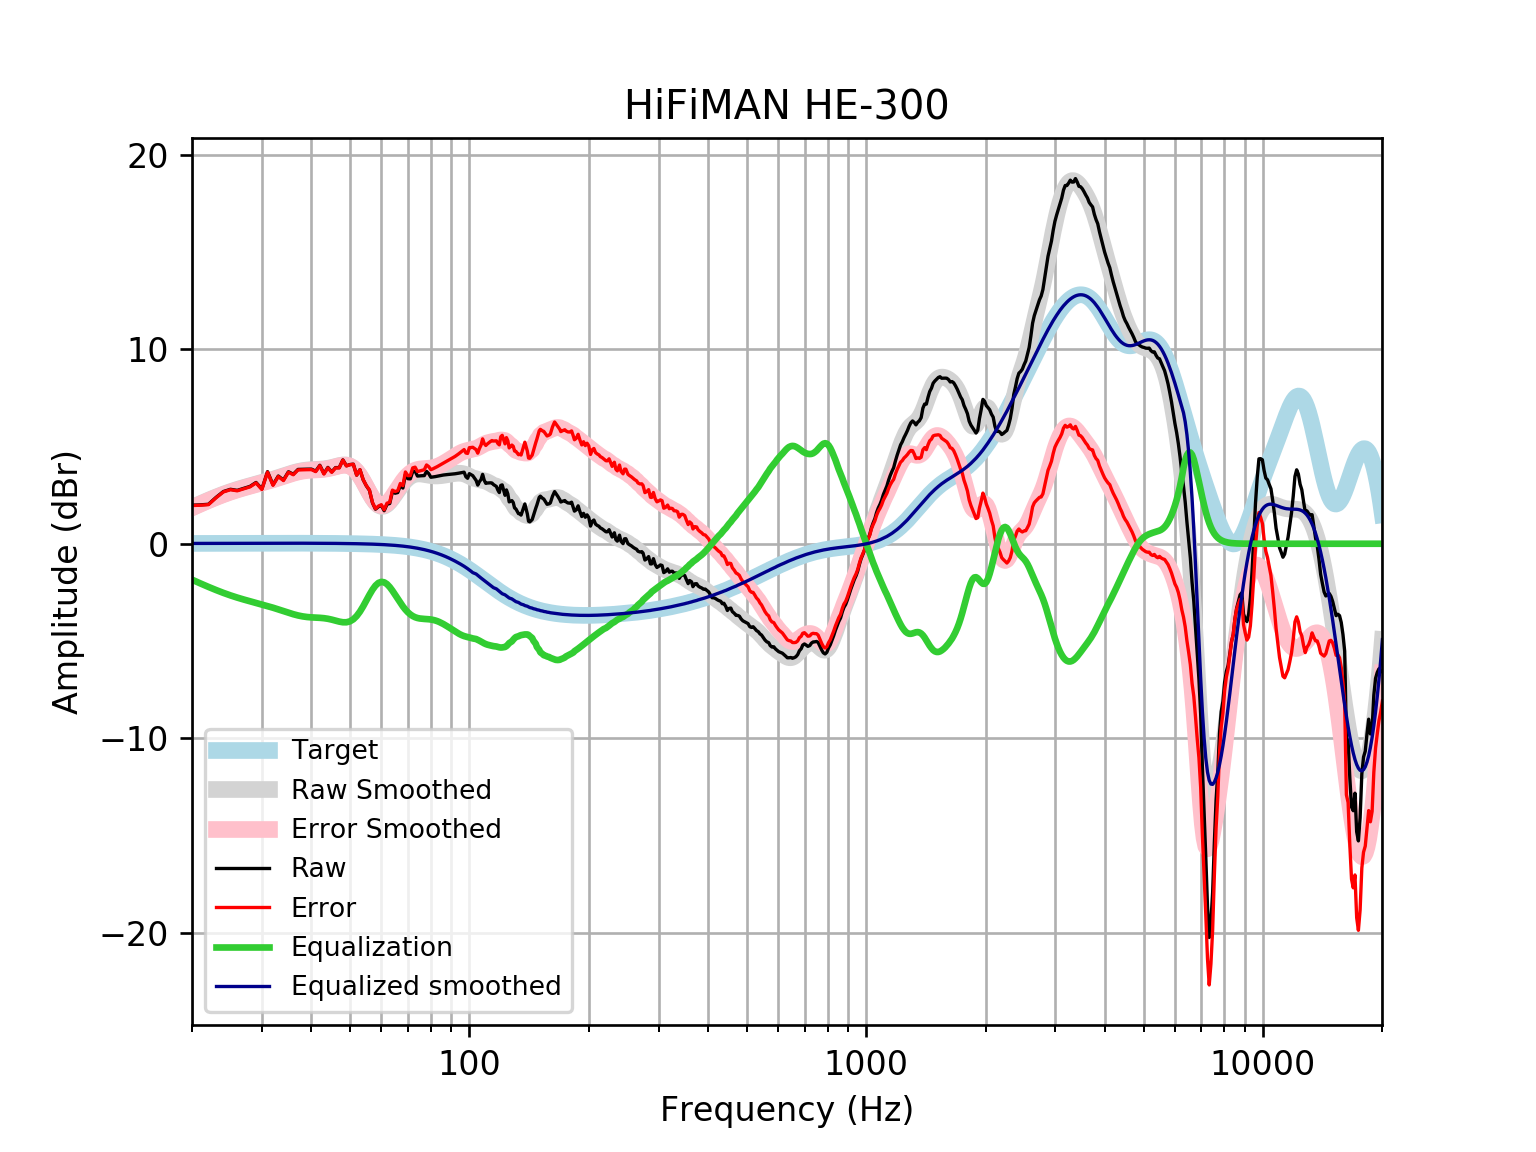 HiFiMAN HE-300
20
10
0
−10
−20
Amplitude (dBr)
Target
Raw Smoothed
Error Smoothed
Raw
Error
Equalization
Equalized smoothed
100
1000
10000
Frequency (Hz)